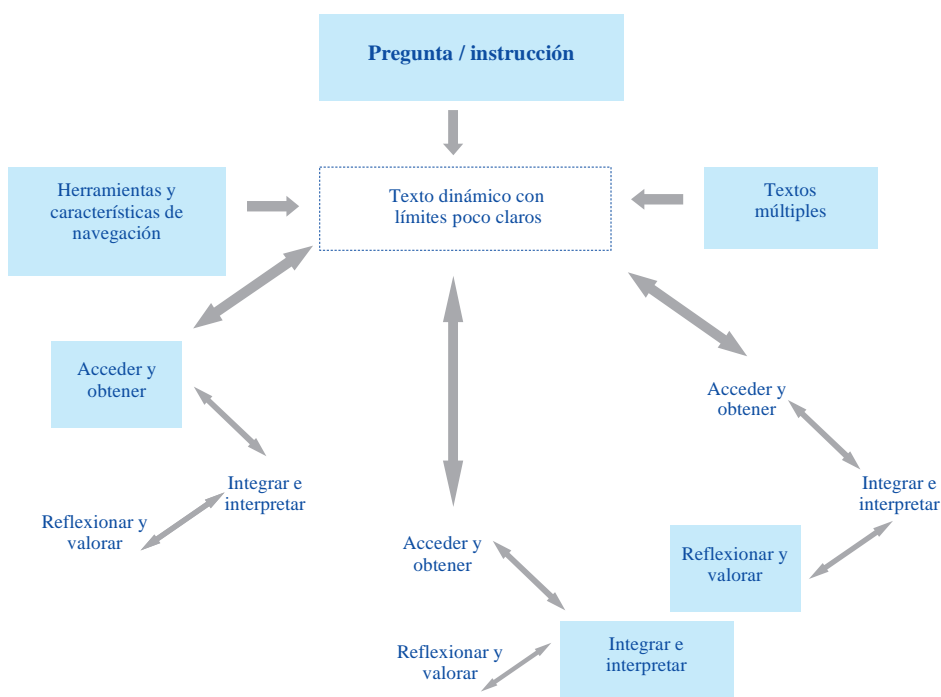 Pregunta / instrucción
Herramientas y
características de
navegación
Texto dinámico con
límites poco claros
Textos
múltiples
Acceder y
obtener
Integrar e
interpretar
Reflexionar y
valorar
Acceder y
obtener
Reflexionar y
valorar
Integrar e
interpretar
Acceder y
obtener
Integrar e
interpretar
Reflexionar y
valorar